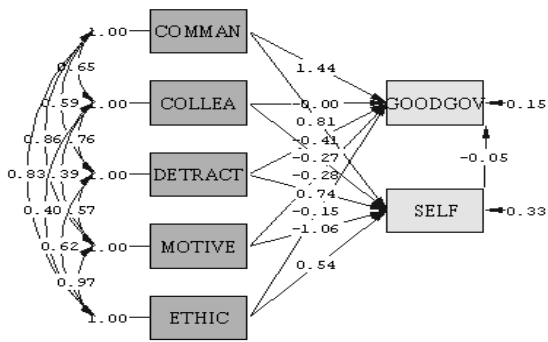 1.00 COMMAN
0.65
1.44
1.00 COLLEA
0.59
0.00
GOODGOV 0.15
0.81
0.86 0.76
-0.41
-0.27
-0.05
0.83 0.39 1.00 DETRACT
-0.28
0.74
0.40 0.57
-0.15
SELF 0.33
-1.06
0.62 1.00 MOTIVE
0.54
0.97
1.00 ETHIC